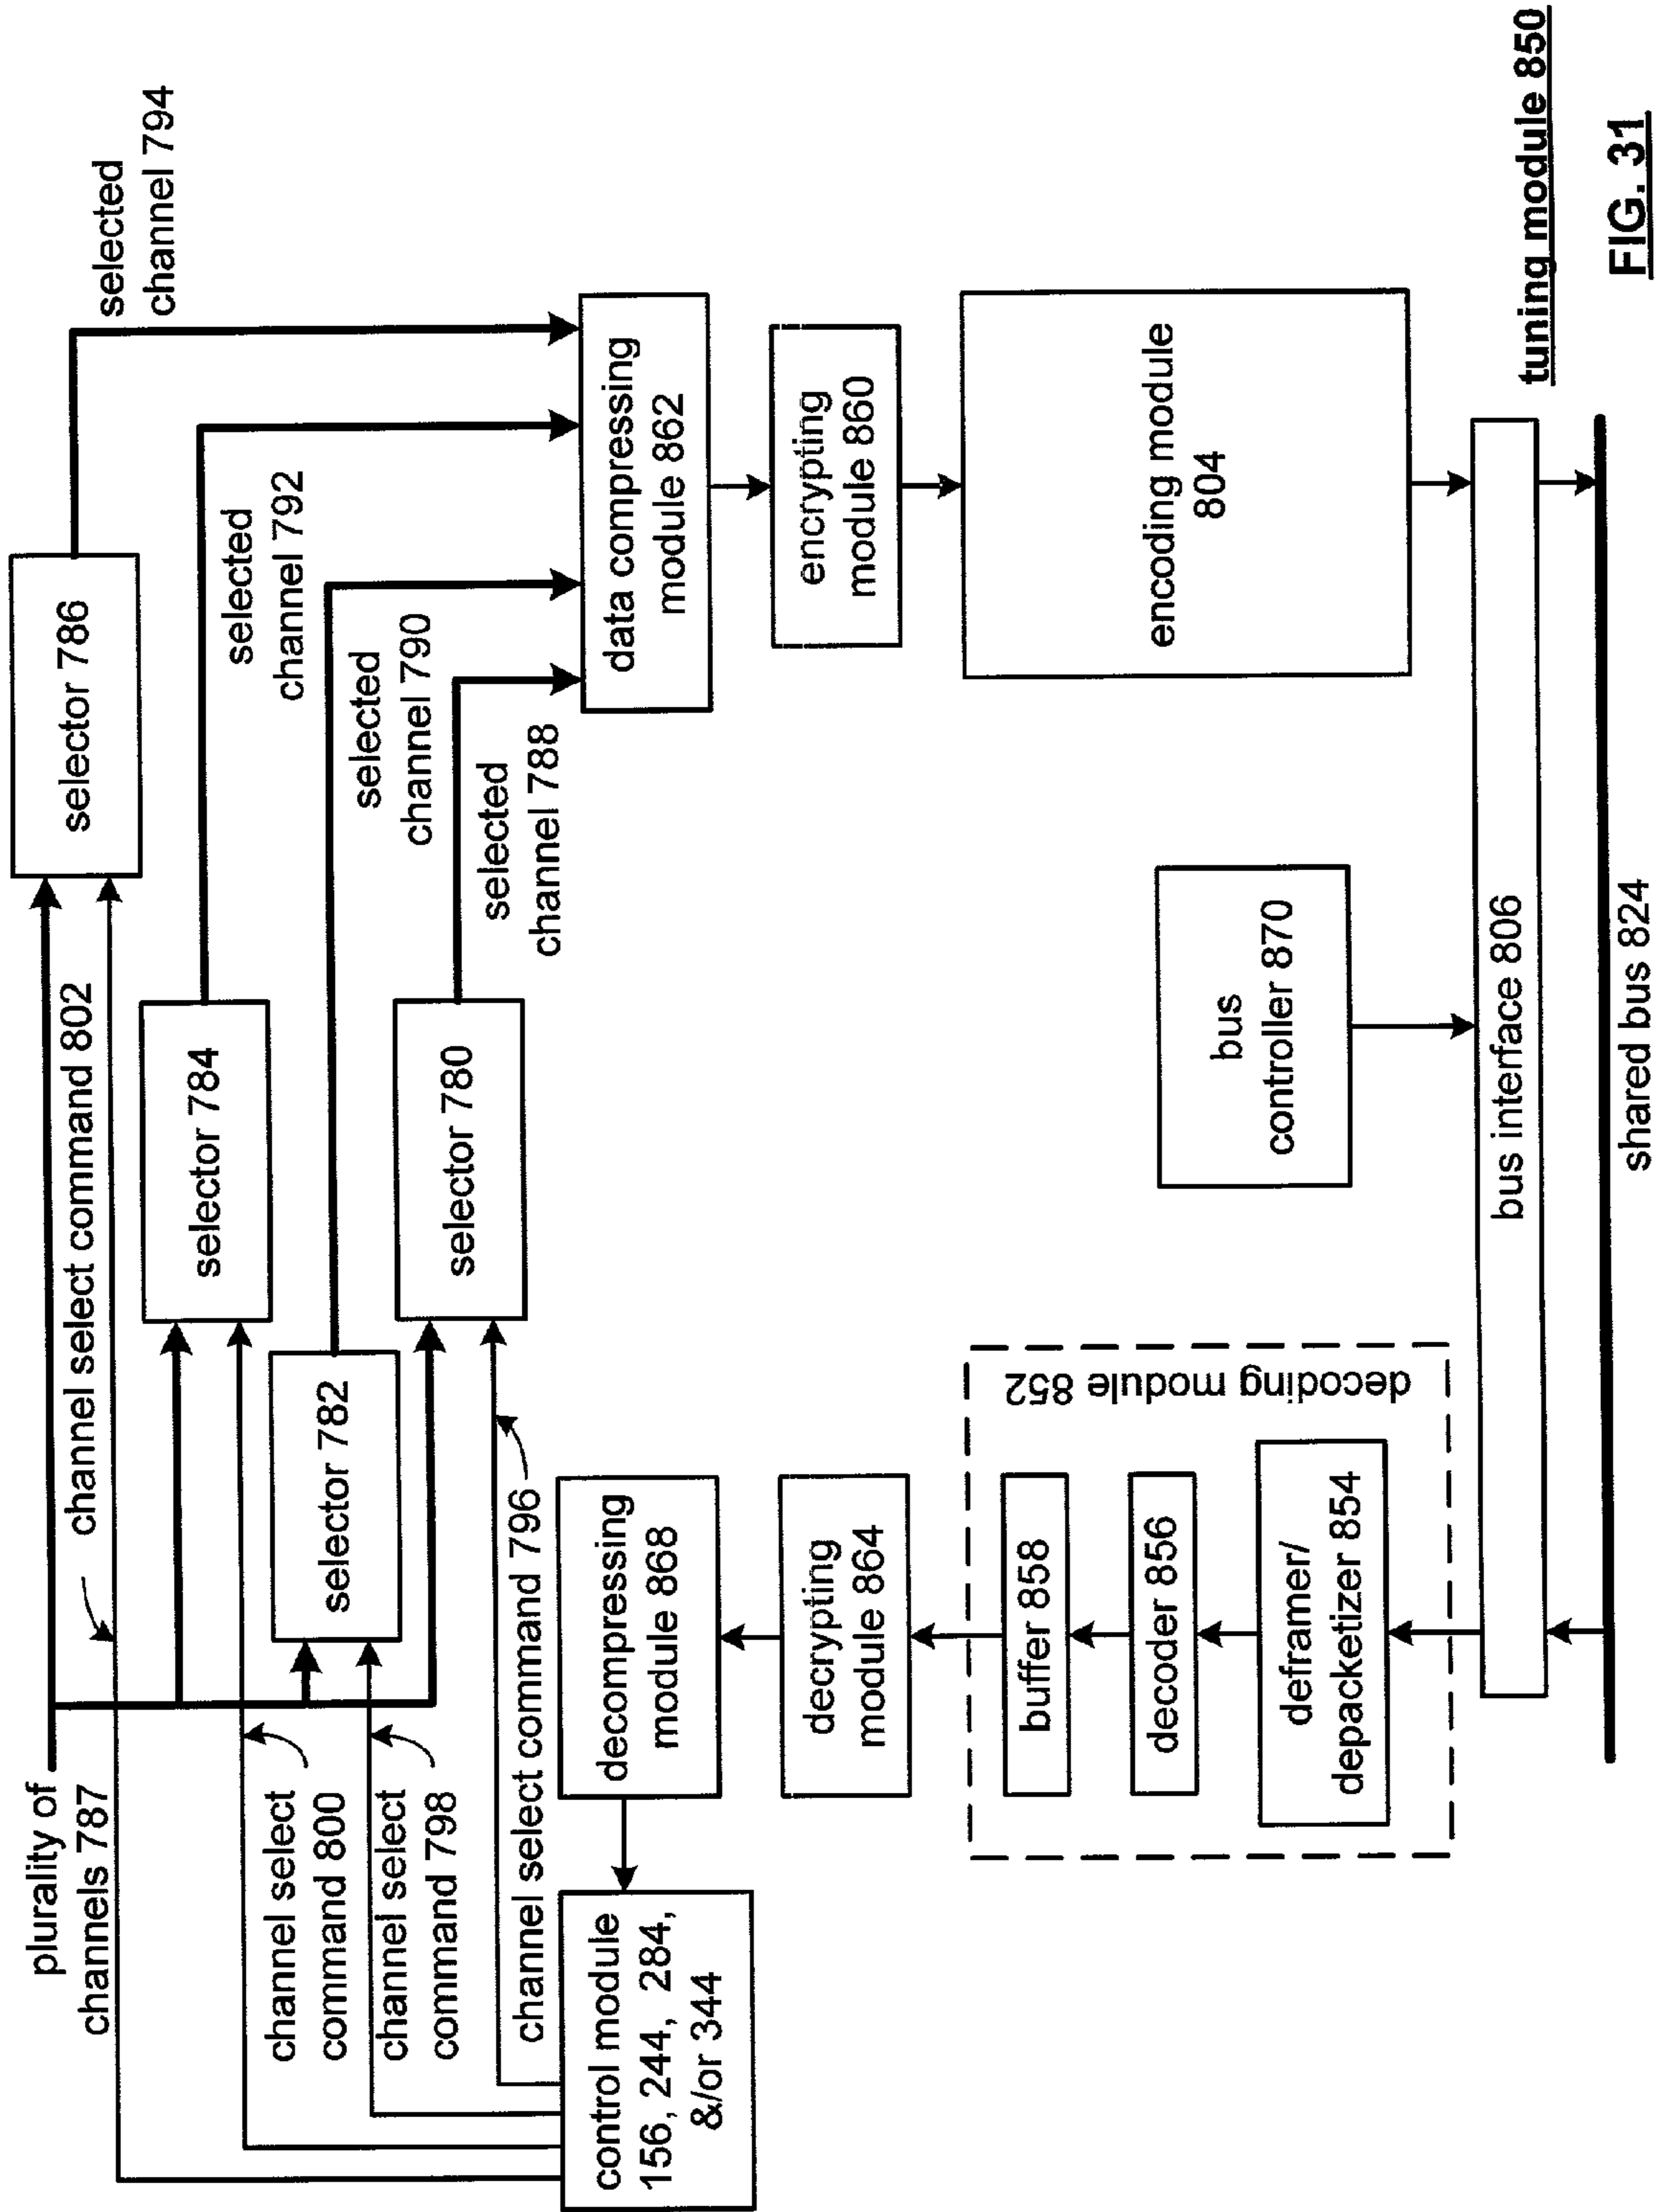 plurality of
channels 787
channel select command 802
selector 786
selected
channel 794
channel select
command 800
selector 784
selected
channel 792
channel select
command 798
selector 782
selected
channel 790
channel select command 796
selector 780
selected
channel 788
control module
156, 244, 284,
&/or 344
decompressing
module 868
data compressing
module 862
decrypting
module 864
encrypting
module 860
buffer 858
decoder 856
deframer/
depacketizer 854
decoding module 852
bus
controller 870
encoding module
804
bus interface 806
shared bus 824
tuning module 850
FIG. 31